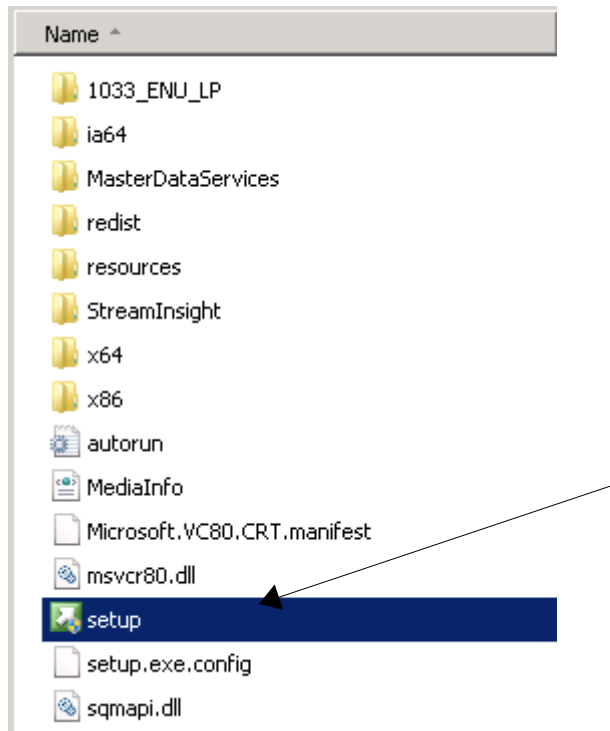 Name
1033_ENU_LP
ia64
MasterDataServices
redist
resources
StreamInsight
x64
x86
autorun
MediaInfo
Microsoft.VC80.CRT.manifest
msvcr80.dll
setup
setup.exe.config
sqmapi.dll